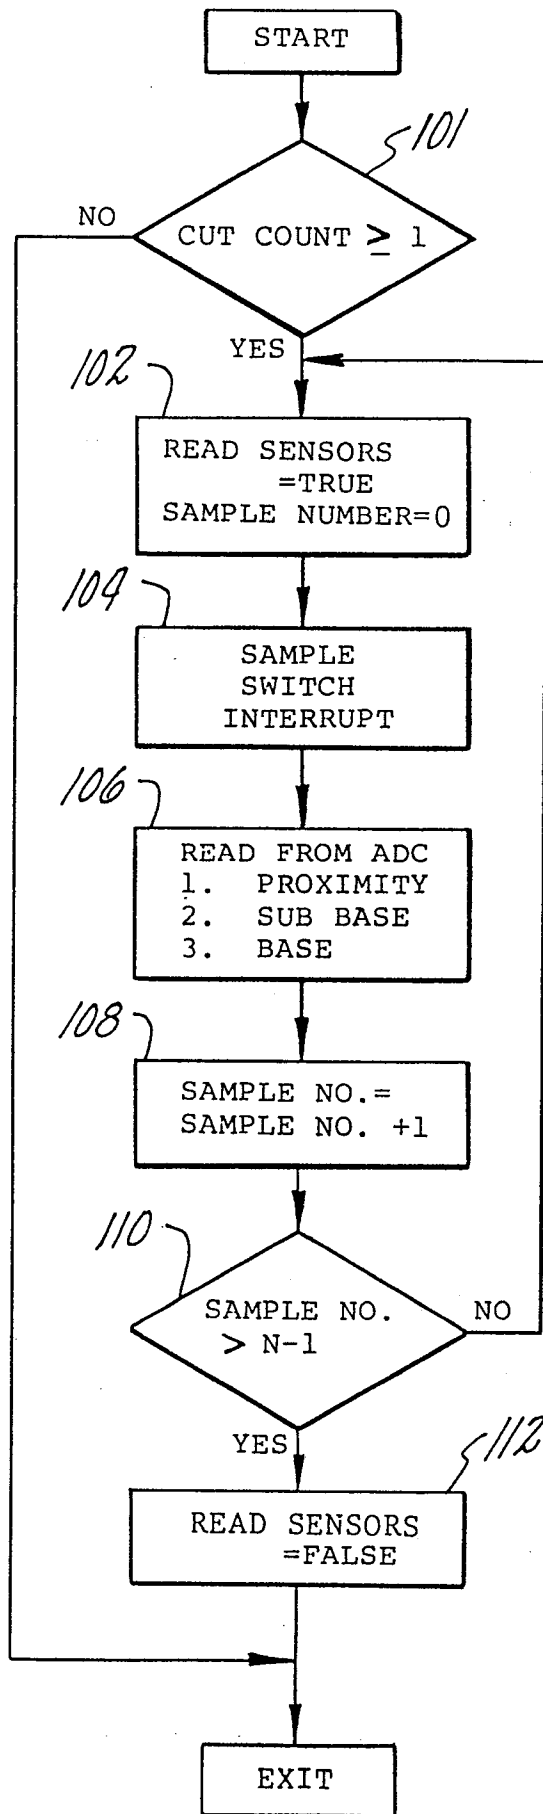 START
101
NO
CUT COUNT ≥ 1
YES
102
READ SENSORS
=TRUE
SAMPLE NUMBER=0
104
SAMPLE
SWITCH
INTERRUPT
106
READ FROM ADC
1. PROXIMITY
2. SUB BASE
3. BASE
108
SAMPLE NO.=
SAMPLE NO. +1
110
SAMPLE NO.
> N-1
NO
YES
112
READ SENSORS
=FALSE
EXIT